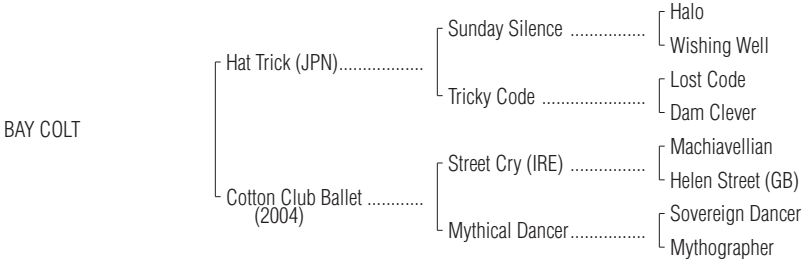 Halo
Sunday Silence ................
Wishing Well
Hat Trick (JPN)..................
Lost Code
Tricky Code ......................
Dam Clever
BAY COLT
Machiavellian
Street Cry (IRE) ................
Helen Street (GB)
Cotton Club Ballet ............
(2004)
Sovereign Dancer
Mythical Dancer................
Mythographer